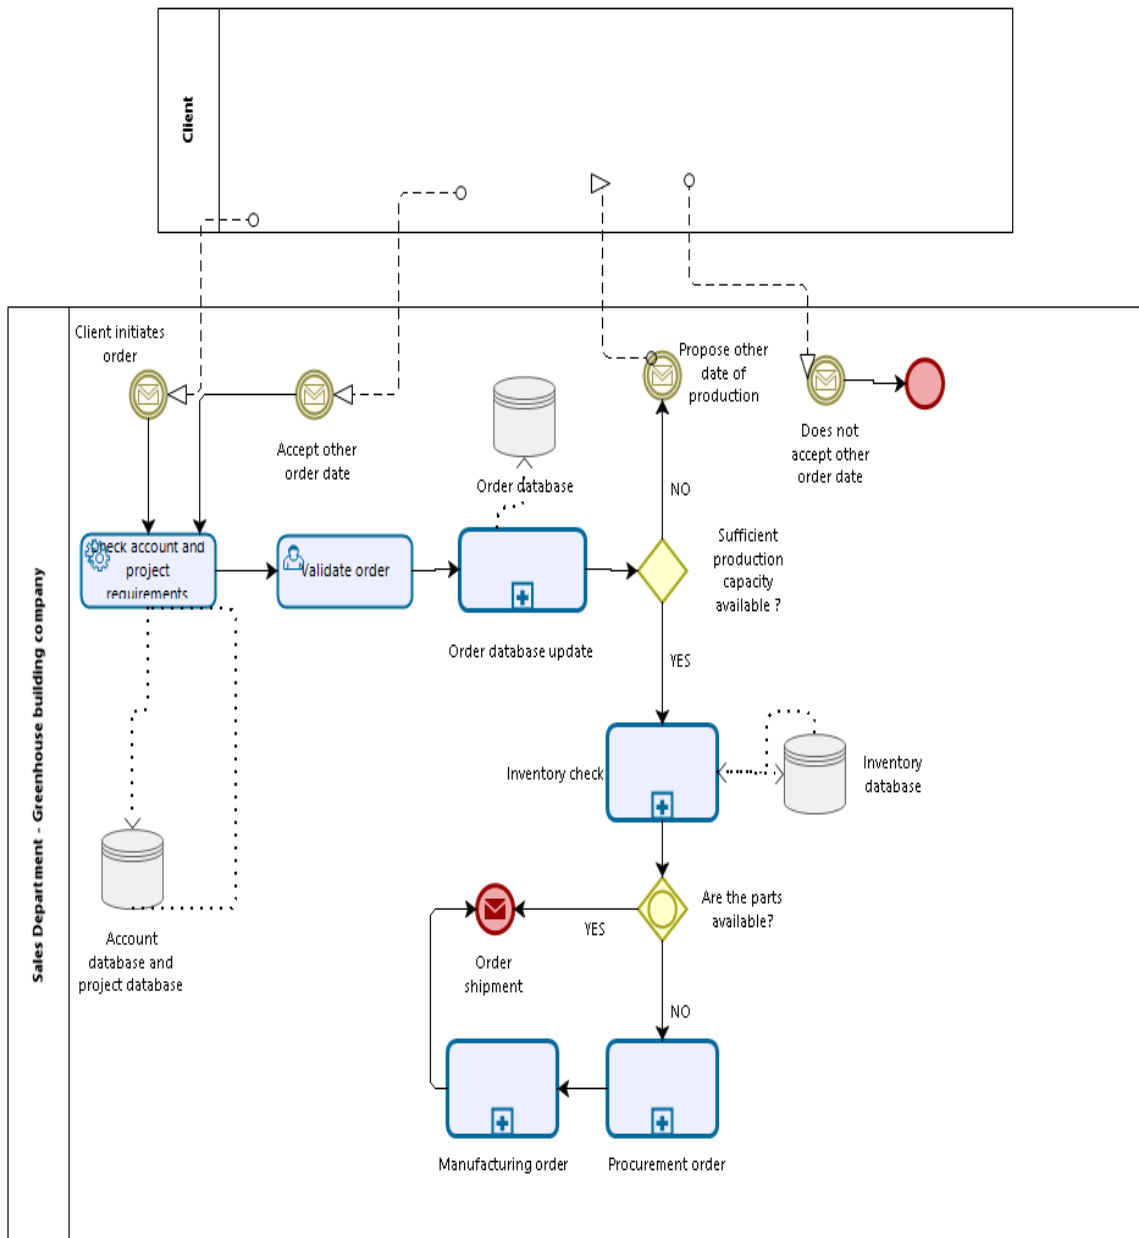 Client
Sales Department - Greenhouse building company
Client initiates
order
Accept other
order date
Order database
Propose other
date of
production
Does not
accept other
order date
NO
Check account and
project
requirements
Validate order
Order database update
Sufficient
production
capacity
available ?
YES
Inventory check
Inventory
database
Are the parts
available?
YES
Order
shipment
Account
database and
project database
NO
Manufacturing order
Procurement order